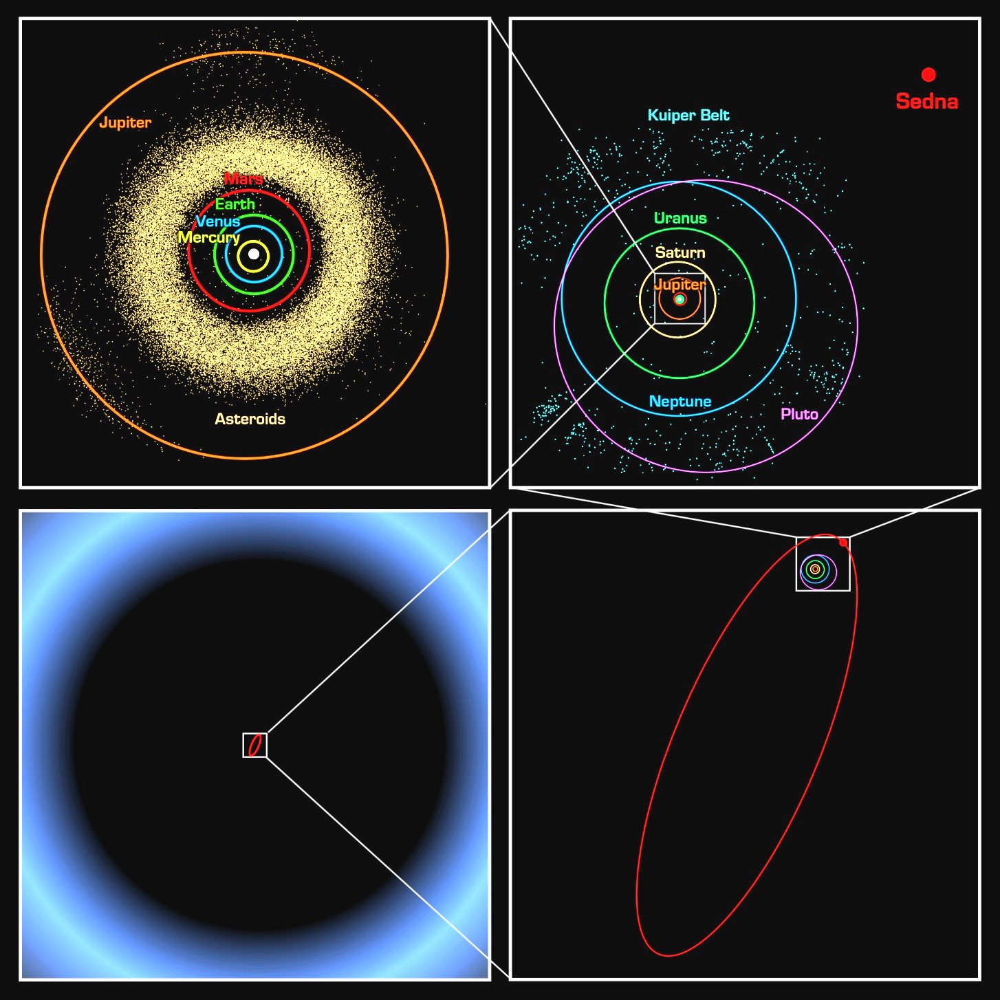 Jupiter
Mars
Earth
Venus
Mercury
Asteroids
Sedna
Kuiper Belt
Uranus
Saturn
Jupiter
Neptune
Pluto